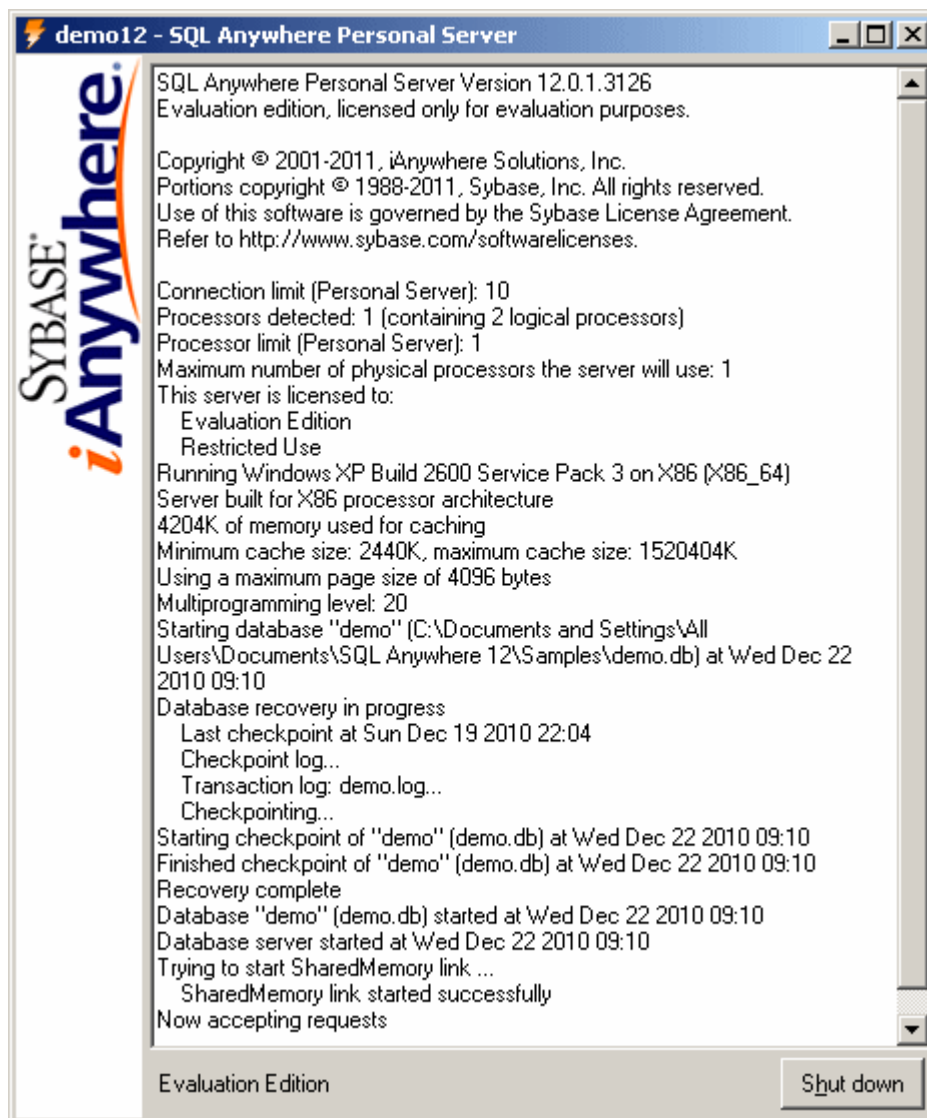 demo12 - SQL Anywhere Personal Server
SYBASE
iAnywhere.
SQL Anywhere Personal Server Version 12.0.1.3126
Evaluation edition, licensed only for evaluation purposes.
Copyright © 2001-2011, iAnywhere Solutions, Inc.
Portions copyright © 1988-2011, Sybase, Inc. All rights reserved.
Use of this software is governed by the Sybase License Agreement.
Refer to http://www.sybase.com/softwarelicenses.
Connection limit (Personal Server): 10
Processors detected: 1 (containing 2 logical processors)
Processor limit (Personal Server): 1
Maximum number of physical processors the server will use: 1
This server is licensed to:
Evaluation Edition
Restricted Use
Running Windows XP Build 2600 Service Pack 3 on X86 (X86_64)
Server built for X86 processor architecture
4204K of memory used for caching
Minimum cache size: 2440K, maximum cache size: 1520404K
Using a maximum page size of 4096 bytes
Multiprogramming level: 20
Starting database "demo" (C:\Documents and Settings\All
Users\Documents\SQL Anywhere 12\Samples\demo.db) at Wed Dec 22
2010 09:10
Database recovery in progress
Last checkpoint at Sun Dec 19 2010 22:04
Checkpoint log...
Transaction log: demo.log...
Checkpointing...
Starting checkpoint of "demo" (demo.db) at Wed Dec 22 2010 09:10
Finished checkpoint of "demo" (demo.db) at Wed Dec 22 2010 09:10
Recovery complete
Database "demo" (demo.db) started at Wed Dec 22 2010 09:10
Database server started at Wed Dec 22 2010 09:10
Trying to start SharedMemory link ...
SharedMemory link started successfully
Now accepting requests
Evaluation Edition
Shut down